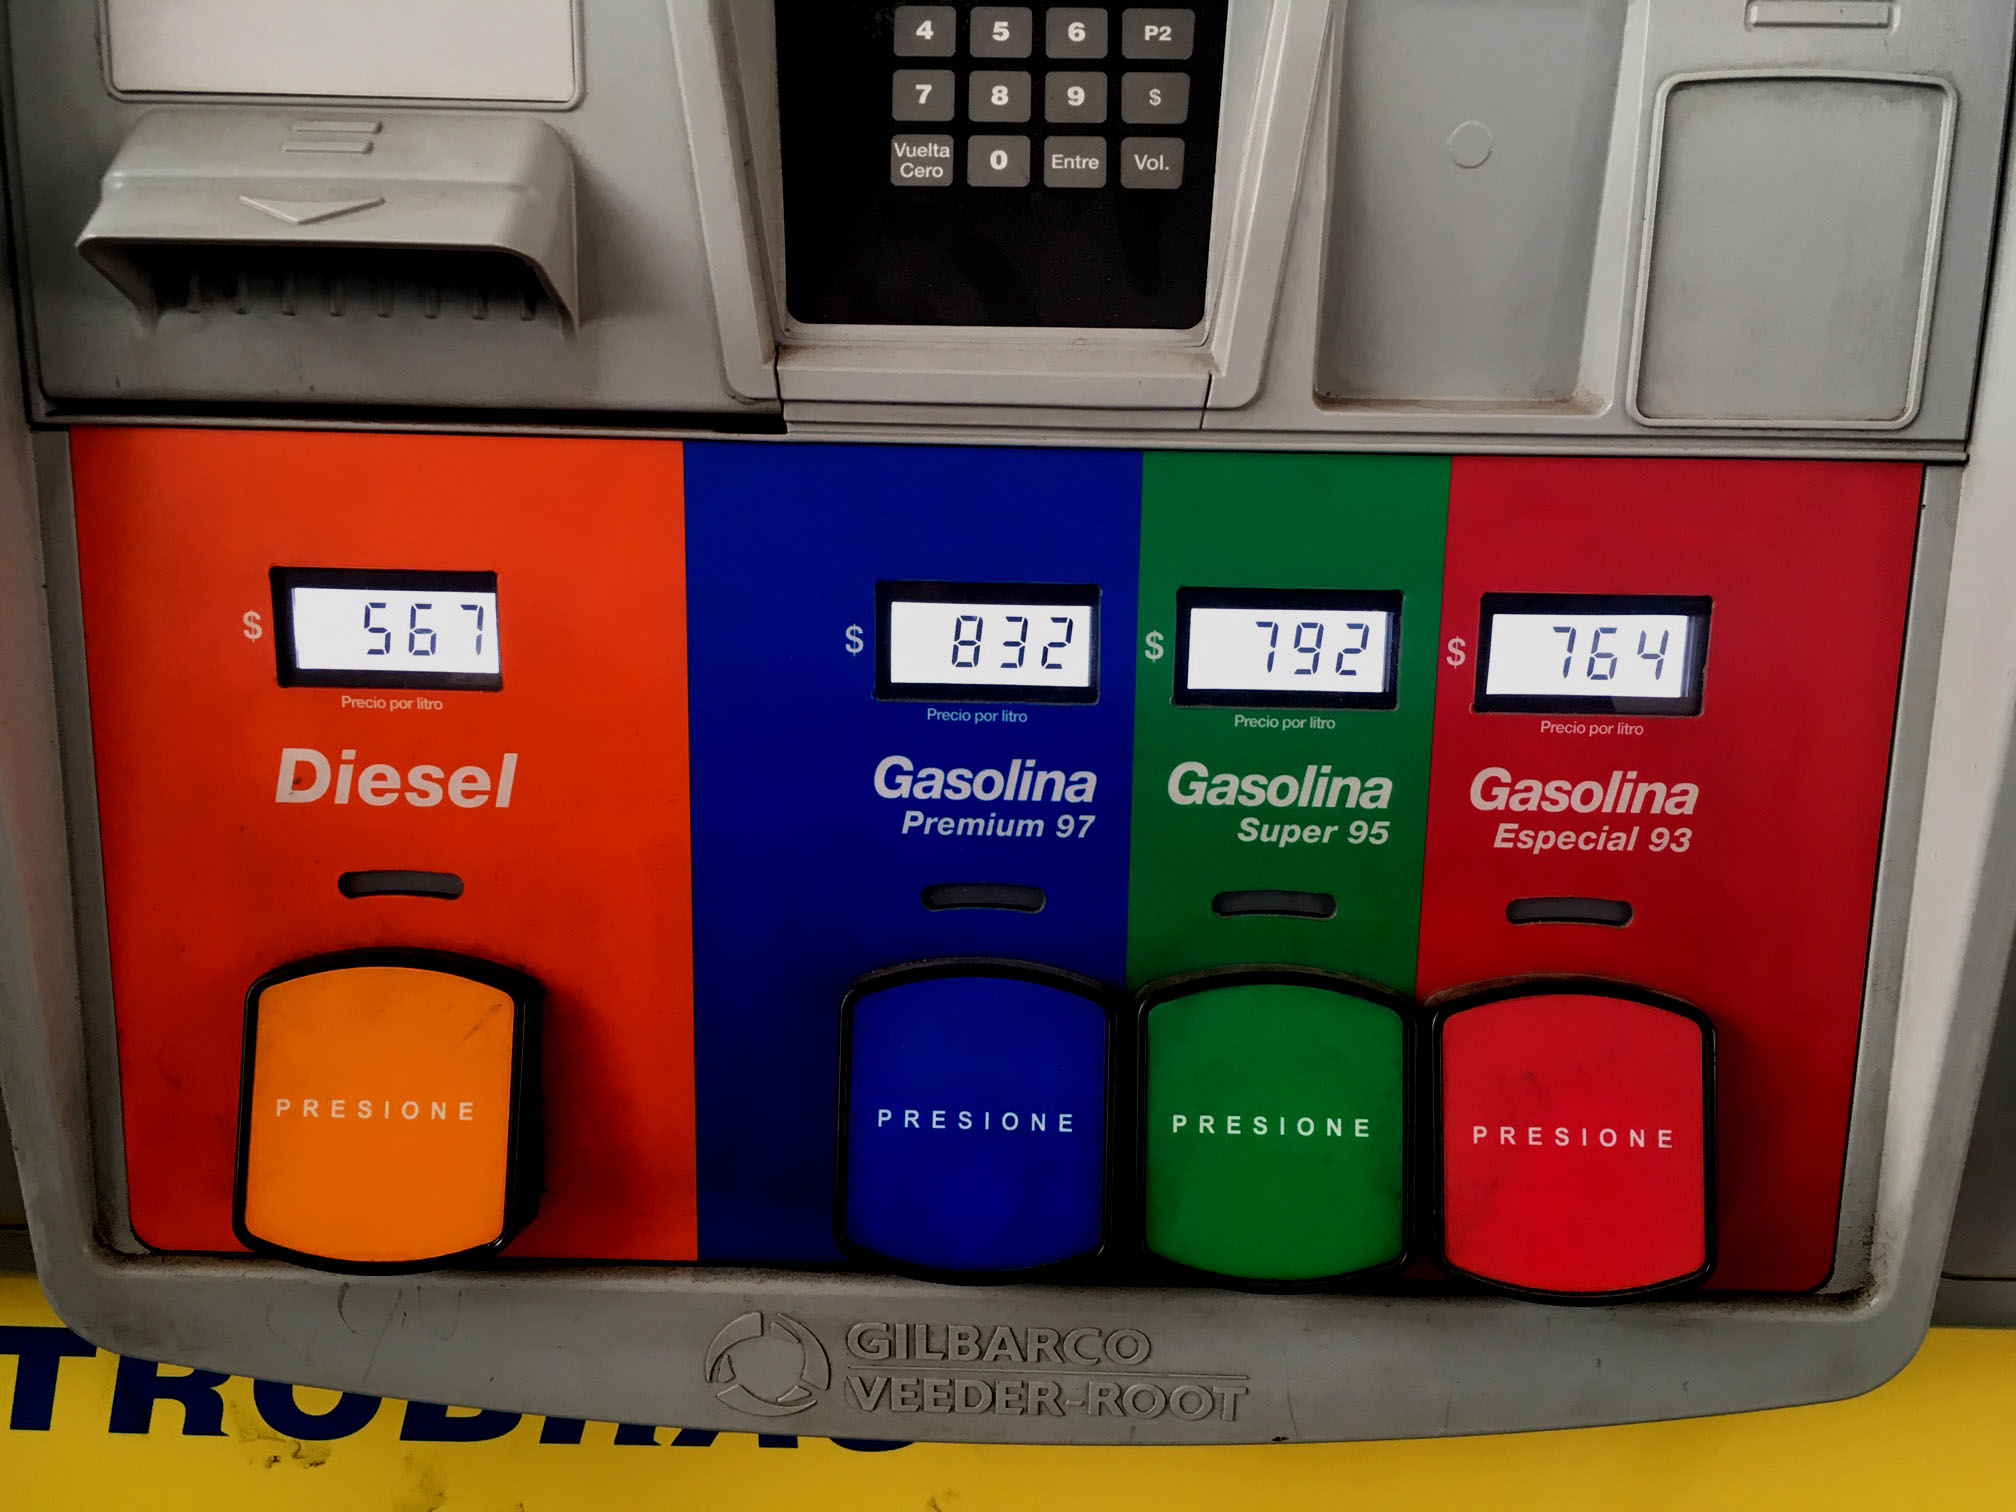 4 5 6 P2
7 8 9 $
Vuelta Cero 0 Entre Vol.
$ 567
Precio por litro
Diesel
PRESIONE
$ 832
Precio por litro
Gasolina
Premium 97
PRESIONE
$ 792
Precio por litro
Gasolina
Super 95
PRESIONE
$ 764
Precio por litro
Gasolina
Especial 93
PRESIONE
GILBARCO
VEEDER-ROOT